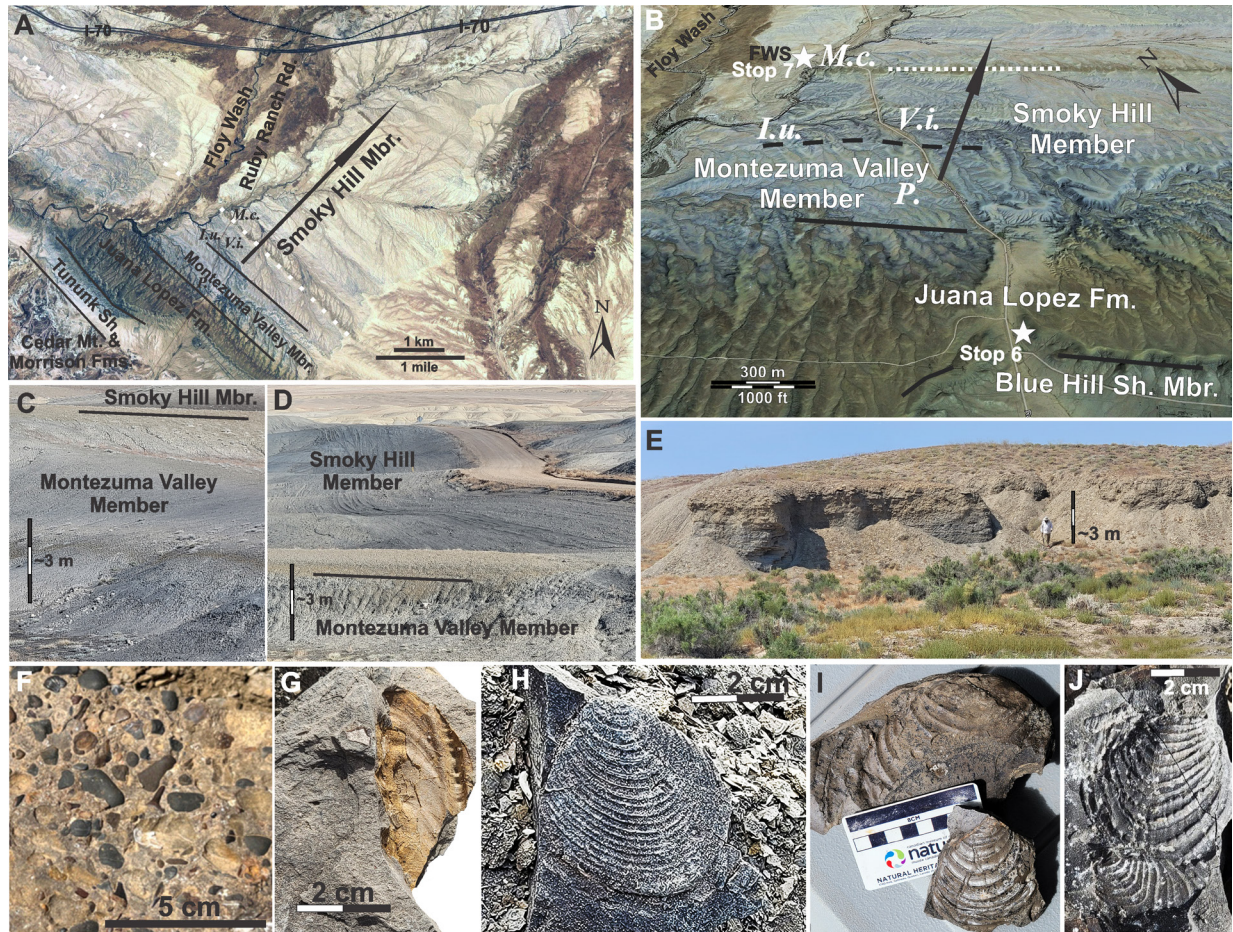 A
I-70
I-70
Floy Wash
Ruby Ranch Rd.
Smoky Hill Mbr.
M.c.
I.u.
V.i.
Montezuma Valley Mbr.
Juana Lopez Fm.
Tununk Sh.
Cedar Mt. &
Morrison Fms.
1 km
1 mile
N
B
Floy Wash
FWS
Stop 7
M.c.
N
V.i.
I.u.
Smoky Hill
Member
Montezuma Valley
Member
P.
Juana Lopez Fm.
Stop 6
Blue Hill Sh. Mbr.
300 m
1000 ft
C
Smoky Hill Mbr.
Montezuma Valley
Member
~3 m
D
Smoky Hill
Member
~3 m
Montezuma Valley Member
E
~3 m
F
5 cm
G
2 cm
H
2 cm
I
8CM
natu
NATURAL HERITA
J
2 cm